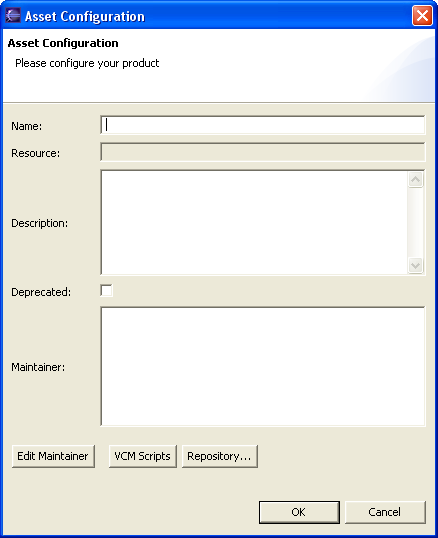 Asset Configuration
Asset Configuration
Please configure your product
Name:
Resource:
Description:
Deprecated:
Maintainer:
Edit Maintainer VCM Scripts Repository...
OK Cancel